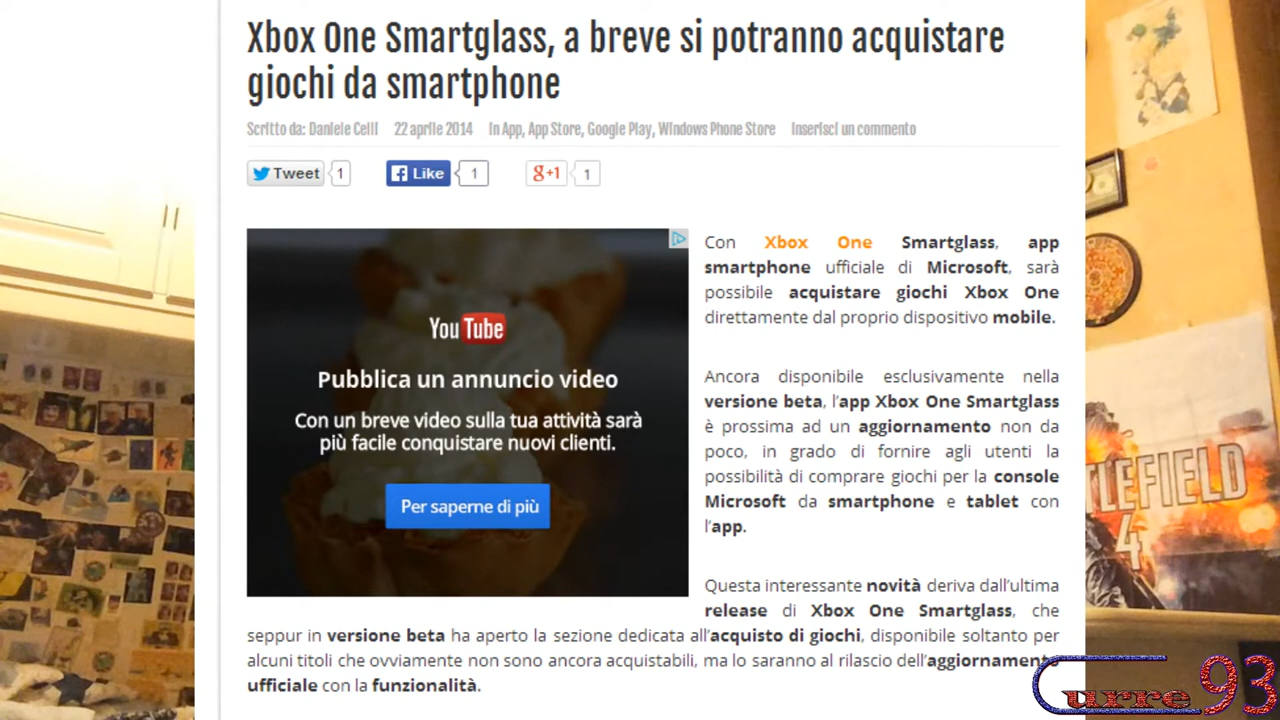 Xbox One Smartglass, a breve si potranno acquistare
giochi da smartphone
Scritto da: Daniele Celli 22 aprile 2014 In App, App Store, Google Play, Windows Phone Store Inserisci un commento
Tweet 1 Like 1 g+1 1
You Tube
Pubblica un annuncio video
Con un breve video sulla tua attività sarà
più facile conquistare nuovi clienti.
Per saperne di più
Con Xbox One Smartglass, app
smartphone ufficiale di Microsoft, sarà
possibile acquistare giochi Xbox One
direttamente dal proprio dispositivo mobile.
Ancora disponibile esclusivamente nella
versione beta, l'app Xbox One Smartglass
è prossima ad un aggiornamento non da
poco, in grado di fornire agli utenti la
possibilità di comprare giochi per la console
Microsoft da smartphone e tablet con
l'app.
Questa interessante novità deriva dall'ultima
release di Xbox One Smartglass, che
seppur in versione beta ha aperto la sezione dedicata all'acquisto di giochi, disponibile soltanto per
alcuni titoli che ovviamente non sono ancora acquistabili, ma lo saranno al rilascio dell'aggiornamento
ufficiale con la funzionalità.
TLEFIELD
4
Curre93